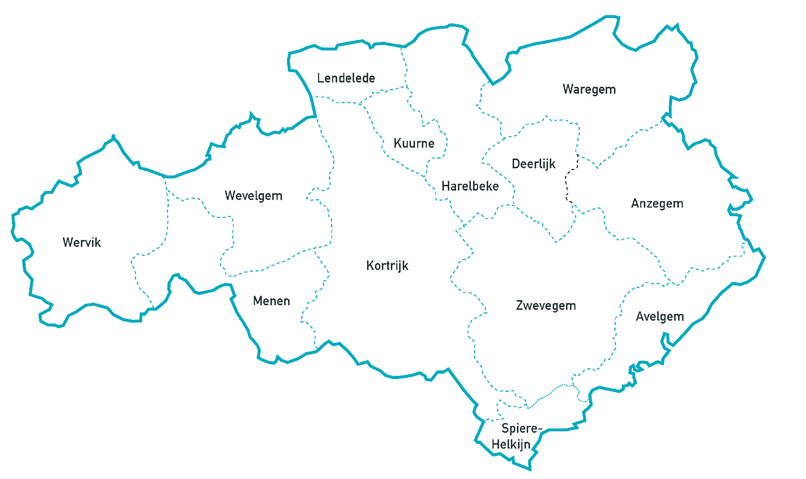 Lendelede
Waregem
Kuurne
Deerlijk
Harelbeke
Wevelgem
Anzegem
Wervik
Kortrijk
Menen
Zwevegem
Avelgem
Spiere-
Helkijn